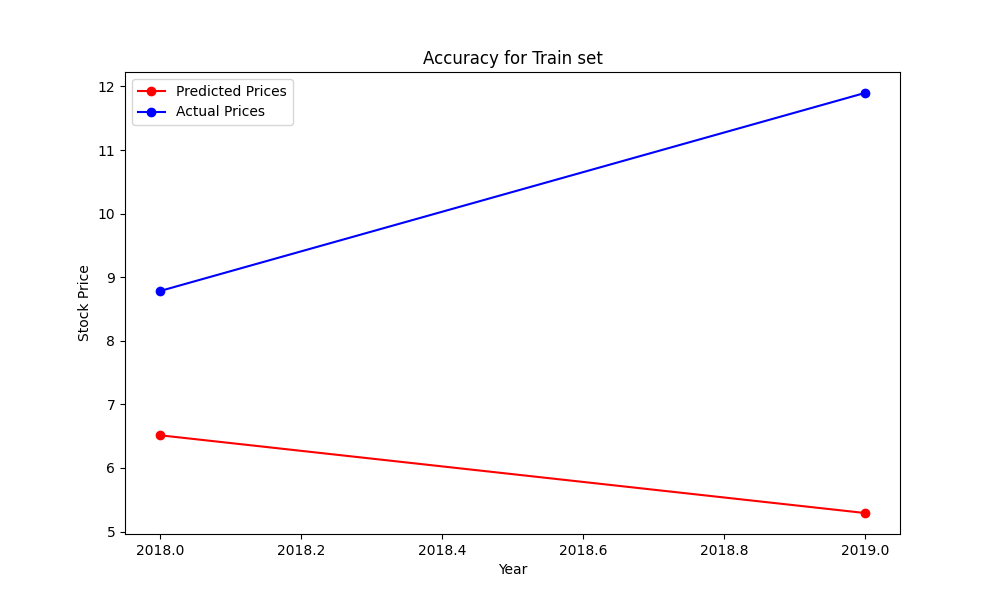 Accuracy for Train set
Predicted Prices
Actual Prices
12
11
10
9
8
7
6
5
Stock Price
2018.0 2018.2 2018.4 2018.6 2018.8 2019.0
Year